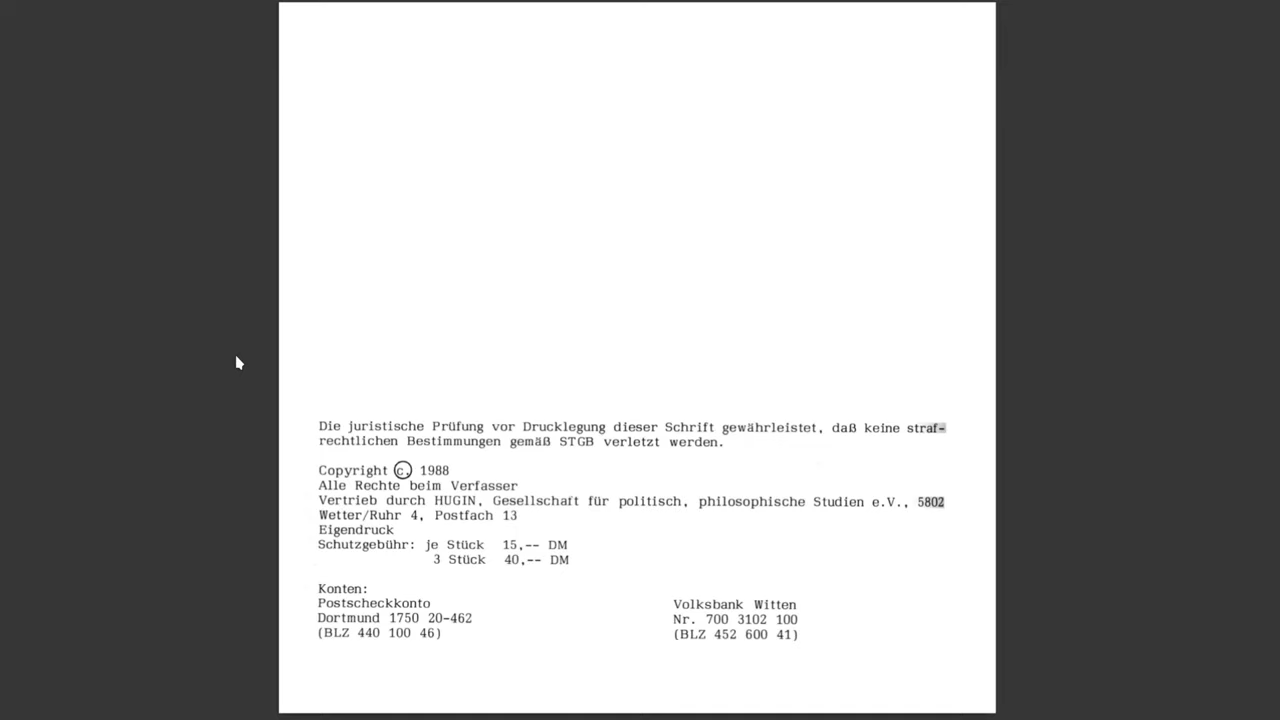 Die juristische Prüfung vor Drucklegung dieser Schrift gewährleistet, daß keine straf-
rechtlichen Bestimmungen gemäß STGB verletzt werden.
Copyright (c) 1988
Alle Rechte beim Verfasser
Vertrieb durch HUGIN, Gesellschaft für politisch, philosophische Studien e.V., 5802
Wetter/Ruhr 4, Postfach 13
Eigendruck
Schutzgebühr: je Stück 15,-- DM
3 Stück 40,-- DM
Konten:
Postscheckkonto
Dortmund 1750 20-462
(BLZ 440 100 46)
Volksbank Witten
Nr. 700 3102 100
(BLZ 452 600 41)